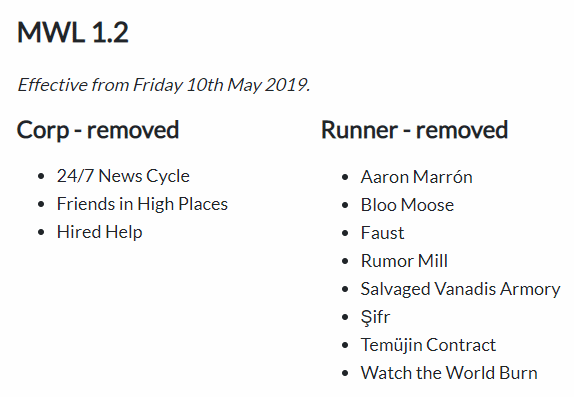 MWL 1.2
Effective from Friday 10th May 2019.
Corp - removed
24/7 News Cycle
Friends in High Places
Hired Help
Runner - removed
Aaron Marrón
Bloo Moose
Faust
Rumor Mill
Salvaged Vanadis Armory
Şifr
Temüjin Contract
Watch the World Burn